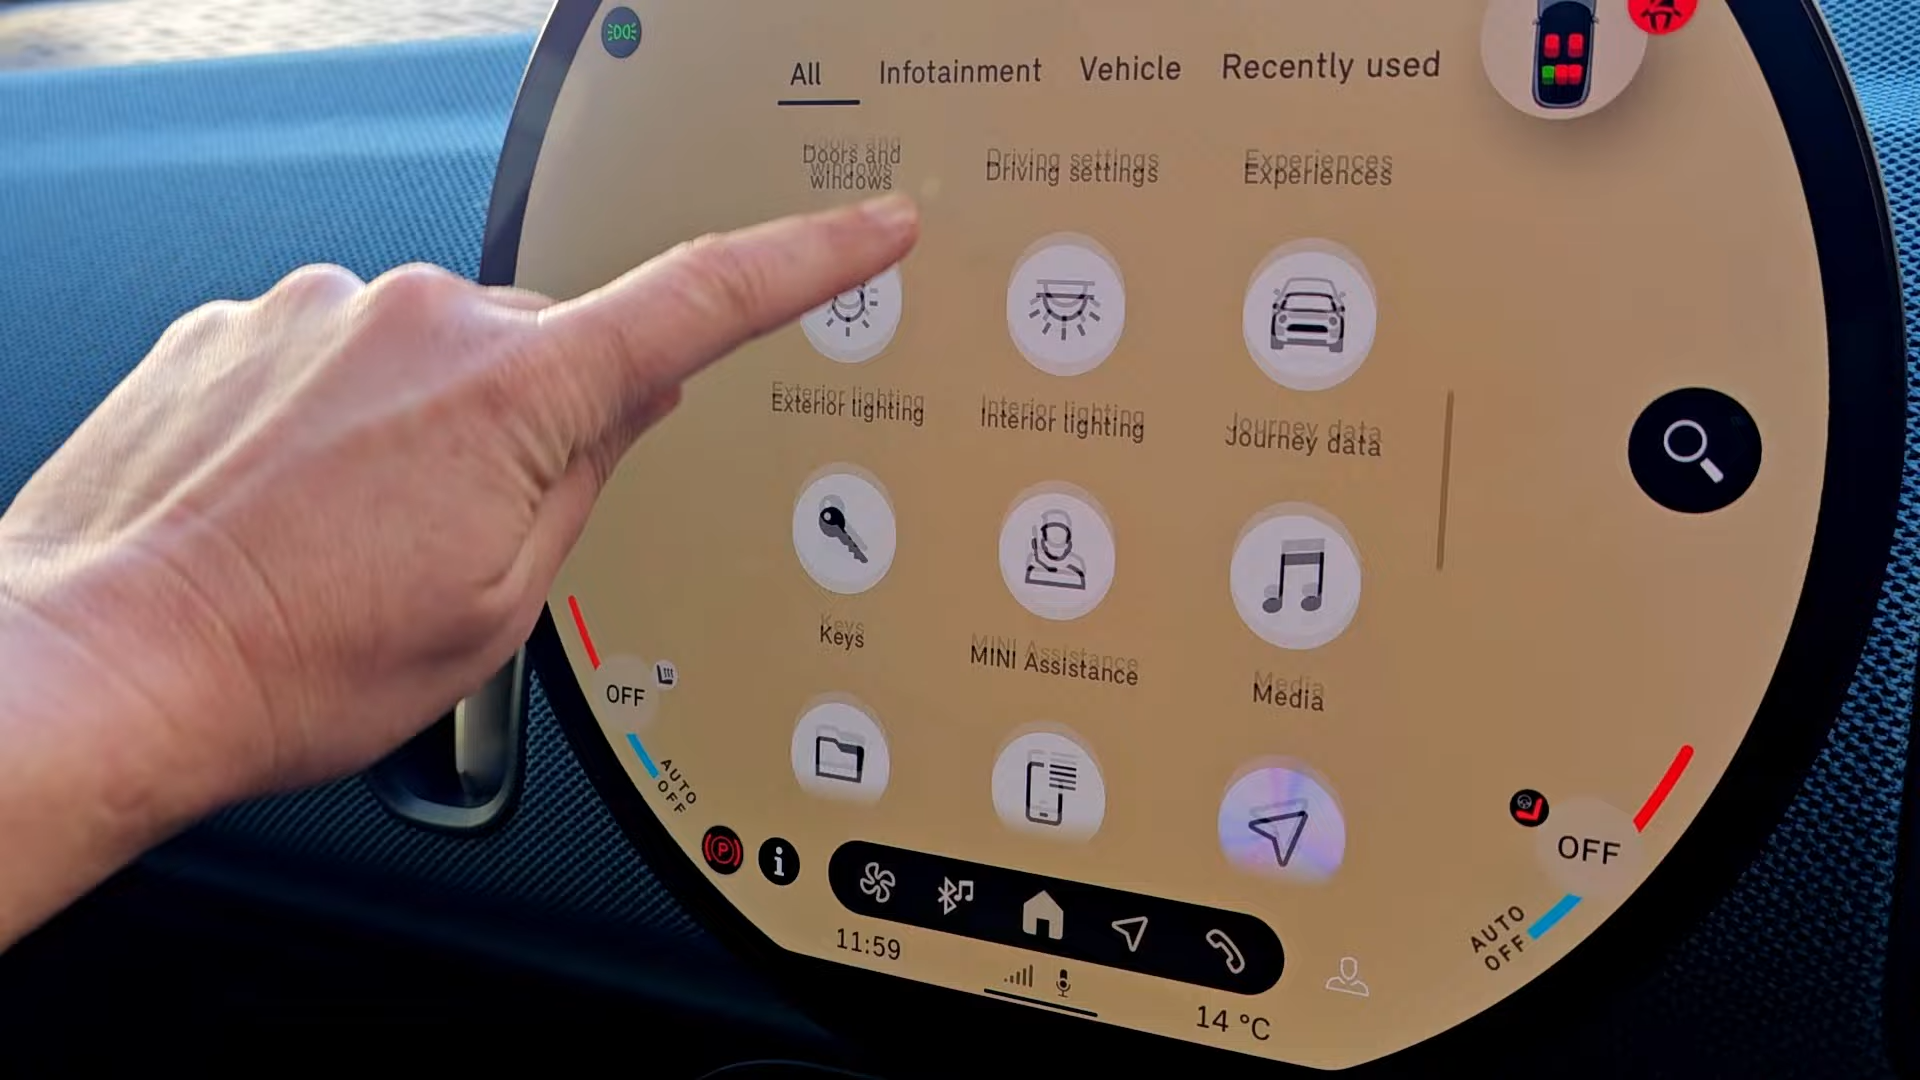 All Infotainment Vehicle Recently used
Doors and
windows
Driving settings
Experiences
Exterior lighting
Interior lighting
Journey data
Keys
MINI Assistance
Media
OFF
AUTO
OFF
P
i
OFF
AUTO
OFF
11:59
14 °C